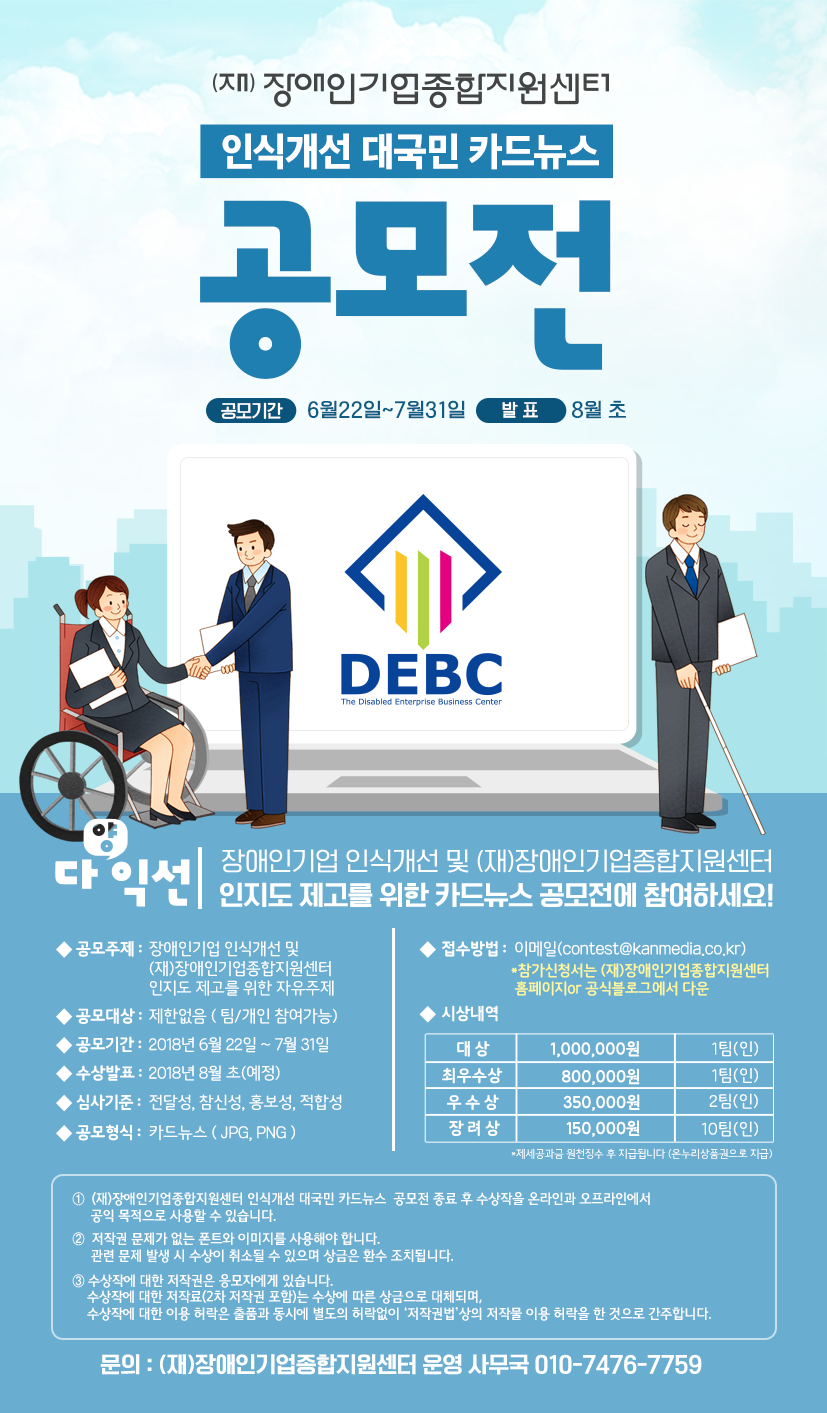 (재) 장애인기업종합지원센터
인식개선 대국민 카드뉴스
공모전
공모기간 6월22일~7월31일 발 표 8월 초
DEBC
The Disabled Enterprise Business Center
다양익선
장애인기업 인식개선 및 (재)장애인기업종합지원센터
인지도 제고를 위한 카드뉴스 공모전에 참여하세요!
◆ 공모주제 : 장애인기업 인식개선 및
(재)장애인기업종합지원센터
인지도 제고를 위한 자유주제
◆ 공모대상 : 제한없음 ( 팀/개인 참여가능)
◆ 공모기간 : 2018년 6월 22일 ~ 7월 31일
◆ 수상발표 : 2018년 8월 초(예정)
◆ 심사기준 : 전달성, 참신성, 홍보성, 적합성
◆ 공모형식 : 카드뉴스 ( JPG, PNG )
◆ 접수방법 : 이메일(contest@kanmedia.co.kr)
*참가신청서는 (재)장애인기업종합지원센터
홈페이지or 공식블로그에서 다운
◆ 시상내역
대 상 1,000,000원 1팀(인)
최우수상 800,000원 1팀(인)
우 수 상 350,000원 2팀(인)
장 려 상 150,000원 10팀(인)
*제세공과금 원천징수 후 지급됩니다 (온누리상품권으로 지급)
① (재)장애인기업종합지원센터 인식개선 대국민 카드뉴스 공모전 종료 후 수상작을 온라인과 오프라인에서
공익 목적으로 사용할 수 있습니다.
② 저작권 문제가 없는 폰트와 이미지를 사용해야 합니다.
관련 문제 발생 시 수상이 취소될 수 있으며 상금은 환수 조치됩니다.
③ 수상작에 대한 저작권은 응모자에게 있습니다.
수상작에 대한 저작료(2차 저작권 포함)는 수상에 따른 상금으로 대체되며,
수상작에 대한 이용 허락은 출품과 동시에 별도의 허락없이 '저작권법'상의 저작물 이용 허락을 한 것으로 간주합니다.
문의 : (재)장애인기업종합지원센터 운영 사무국 010-7476-7759